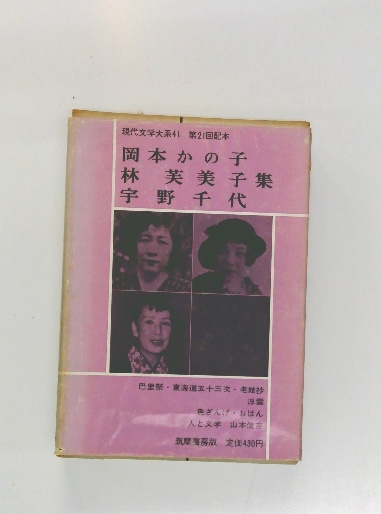 現代文学大系41 第21回配本
岡本かの子
林芙美子集
宇野千代
巴里祭・東海道五十三次・老妓抄
浮雲
色ざんげ・おはん
人と文学 山本健吉
筑摩書房版 定価430円